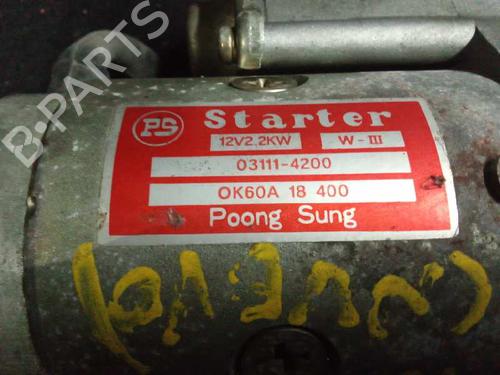 PS Starter
12V2.2KW W-III
03111-4200
OK60A 18 400
Poong Sung
B-PARTS